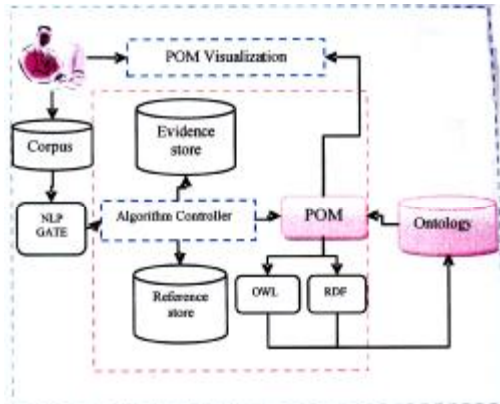 POM Visualization
Evidence
store
Corpus
NLP
GATE
Algorithm Controller
POM
Ontology
Reference
store
OWL
RDF